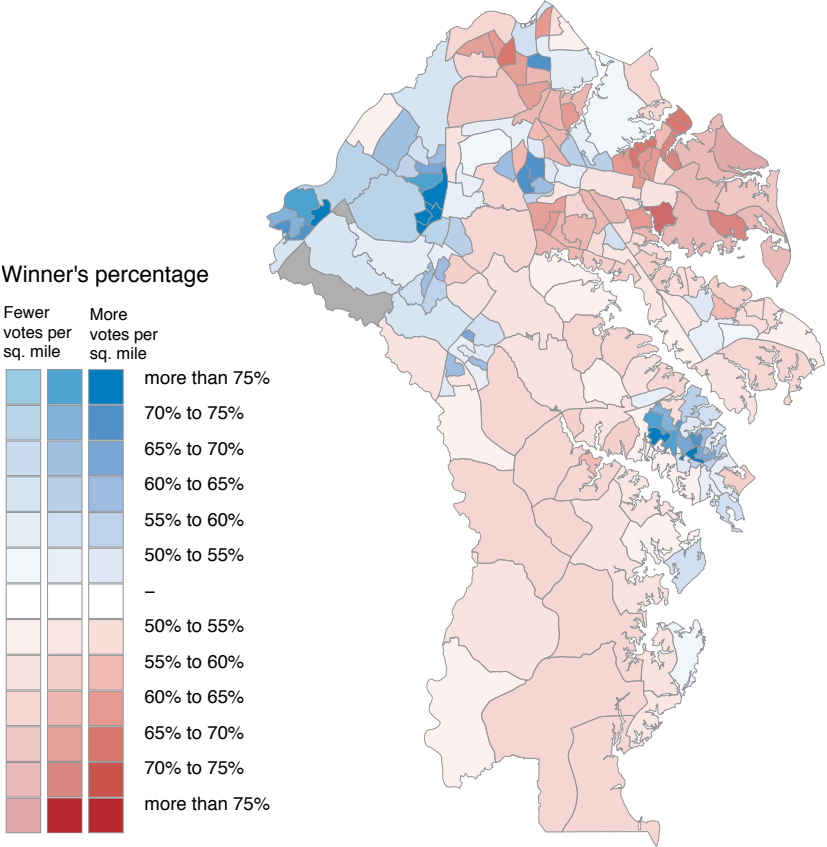 Winner's percentage
Fewer
votes per
sq. mile
More
votes per
sq. mile
more than 75%
70% to 75%
65% to 70%
60% to 65%
55% to 60%
50% to 55%
–
50% to 55%
55% to 60%
60% to 65%
65% to 70%
70% to 75%
more than 75%